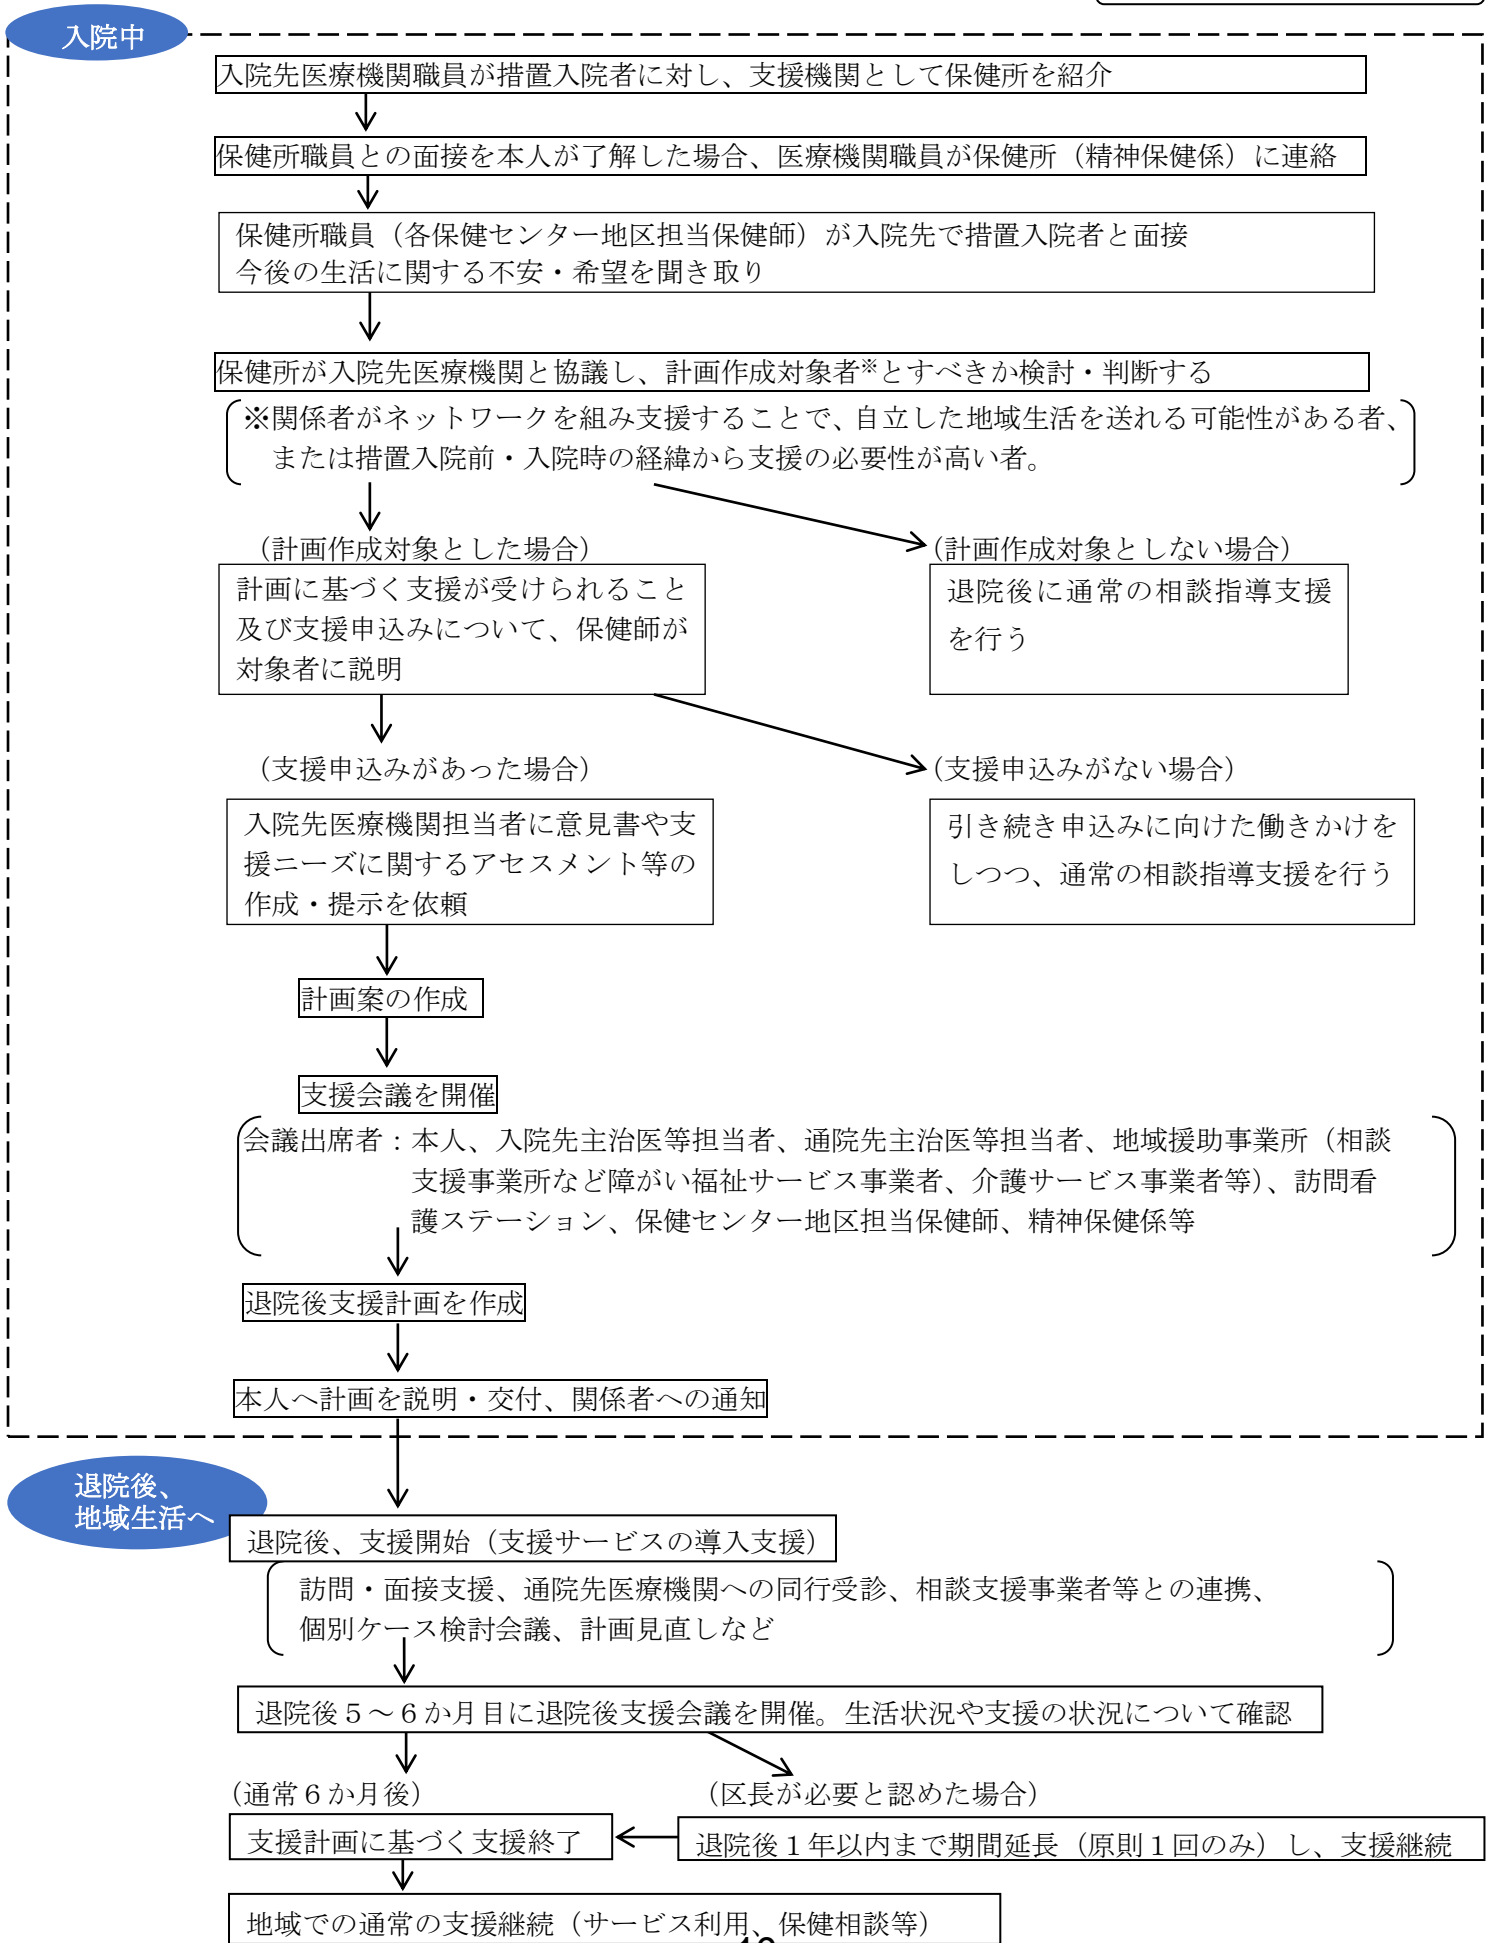 入院中
入院先医療機関職員が措置入院者に対し、支援機関として保健所を紹介
保健所職員との面接を本人が了解した場合、医療機関職員が保健所（精神保健係）に連絡
保健所職員（各保健センター地区担当保健師）が入院先で措置入院者と面接
今後の生活に関する不安・希望を聞き取り
保健所が入院先医療機関と協議し、計画作成対象者※とすべきか検討・判断する
※関係者がネットワークを組み支援することで、自立した地域生活を送れる可能性がある者、
または措置入院前・入院時の経緯から支援の必要性が高い者。
（計画作成対象とした場合）
（計画作成対象としない場合）
計画に基づく支援が受けられること
及び支援申込みについて、保健師が
対象者に説明
退院後に通常の相談指導支援
を行う
（支援申込みがあった場合）
（支援申込みがない場合）
入院先医療機関担当者に意見書や支
援ニーズに関するアセスメント等の
作成・提示を依頼
引き続き申込みに向けた働きかけを
しつつ、通常の相談指導支援を行う
計画案の作成
支援会議を開催
会議出席者：本人、入院先主治医等担当者、通院先主治医等担当者、地域援助事業所（相談
支援事業所など障がい福祉サービス事業者、介護サービス事業者等）、訪問看
護ステーション、保健センター地区担当保健師、精神保健係等
退院後支援計画を作成
本人へ計画を説明・交付、関係者への通知
退院後、
地域生活へ
退院後、支援開始（支援サービスの導入支援）
訪問・面接支援、通院先医療機関への同行受診、相談支援事業者等との連携、
個別ケース検討会議、計画見直しなど
退院後５～６か月目に退院後支援会議を開催。生活状況や支援の状況について確認
（通常６か月後）
（区長が必要と認めた場合）
支援計画に基づく支援終了
退院後１年以内まで期間延長（原則１回のみ）し、支援継続
地域での通常の支援継続（サービス利用、保健相談等）